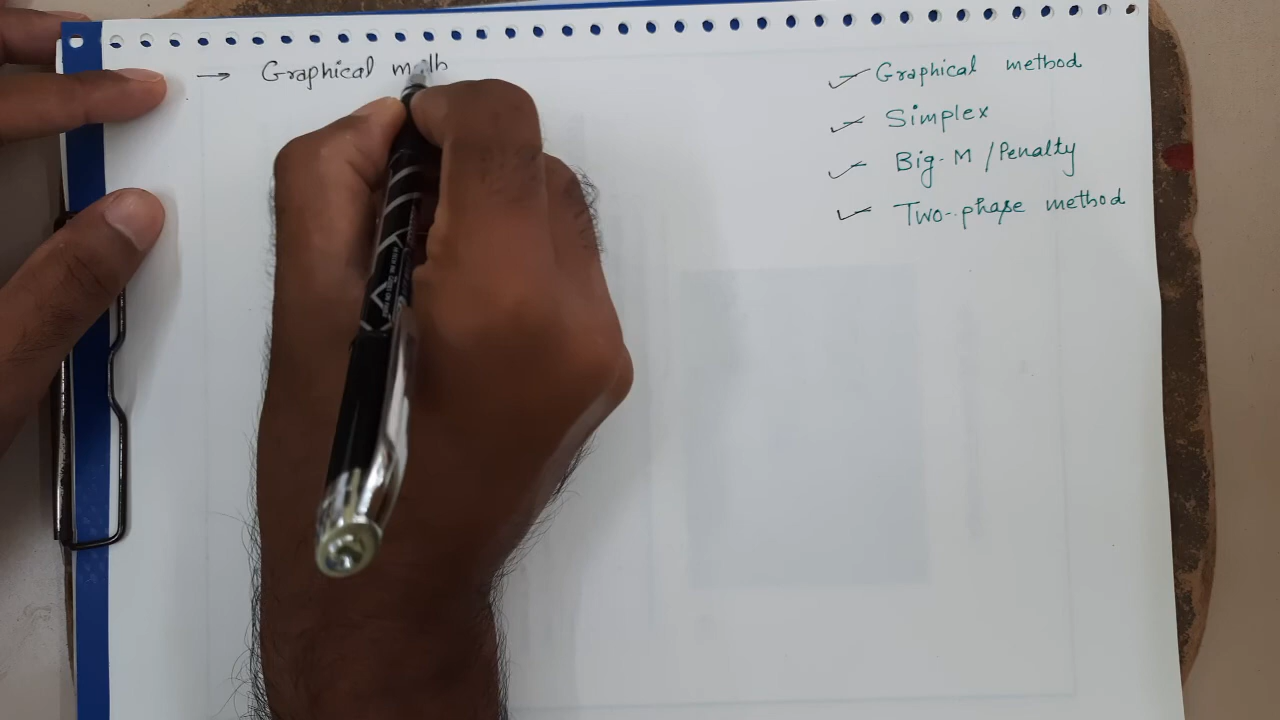 → Graphical
✓ Graphical method
✓ Simplex
✓ Big-M / Penalty
✓ Two-phase method